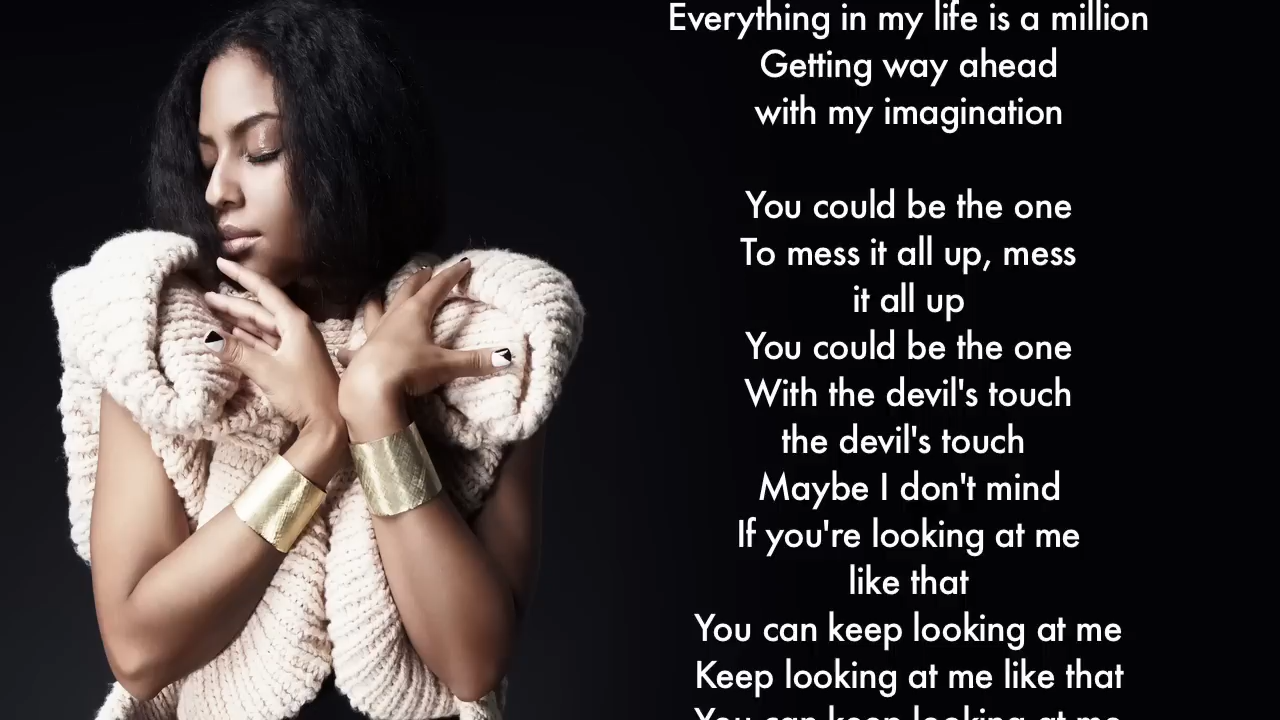 Everything in my life is a million
Getting way ahead
with my imagination
You could be the one
To mess it all up, mess
it all up
You could be the one
With the devil's touch
the devil's touch
Maybe I don't mind
If you're looking at me
like that
You can keep looking at me
Keep looking at me like that
You can keep looking at me